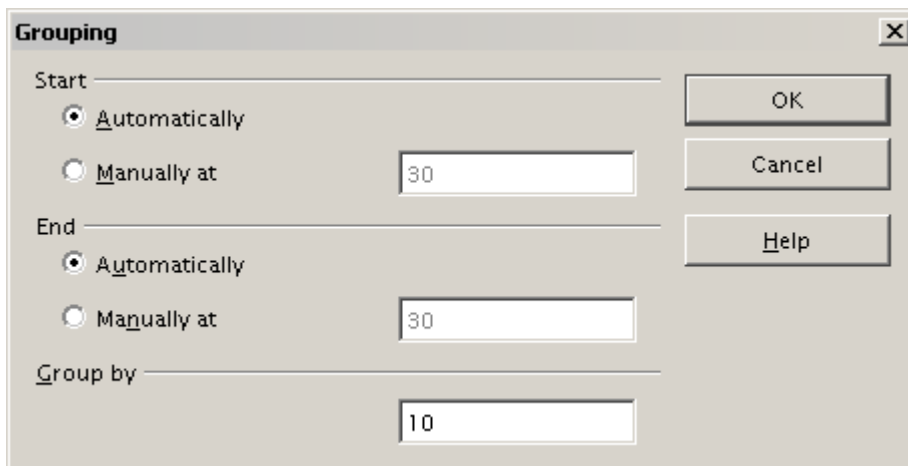 Grouping
Start
Automatically
Manually at 30
End
Automatically
Manually at 30
Group by
10
OK
Cancel
Help